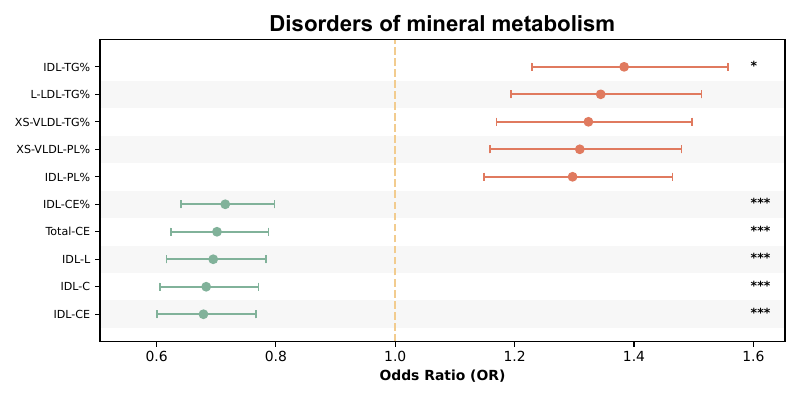 Disorders of mineral metabolism
IDL-TG% *
L-LDL-TG%
XS-VLDL-TG%
XS-VLDL-PL%
IDL-PL%
IDL-CE% ***
Total-CE ***
IDL-L ***
IDL-C ***
IDL-CE ***
0.6 0.8 1.0 1.2 1.4 1.6
Odds Ratio (OR)